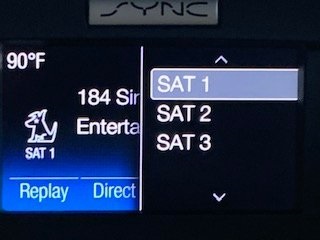 SYNC
90°F
184 Sir
Enterta
SAT 1
Replay Direct
SAT 1
SAT 2
SAT 3